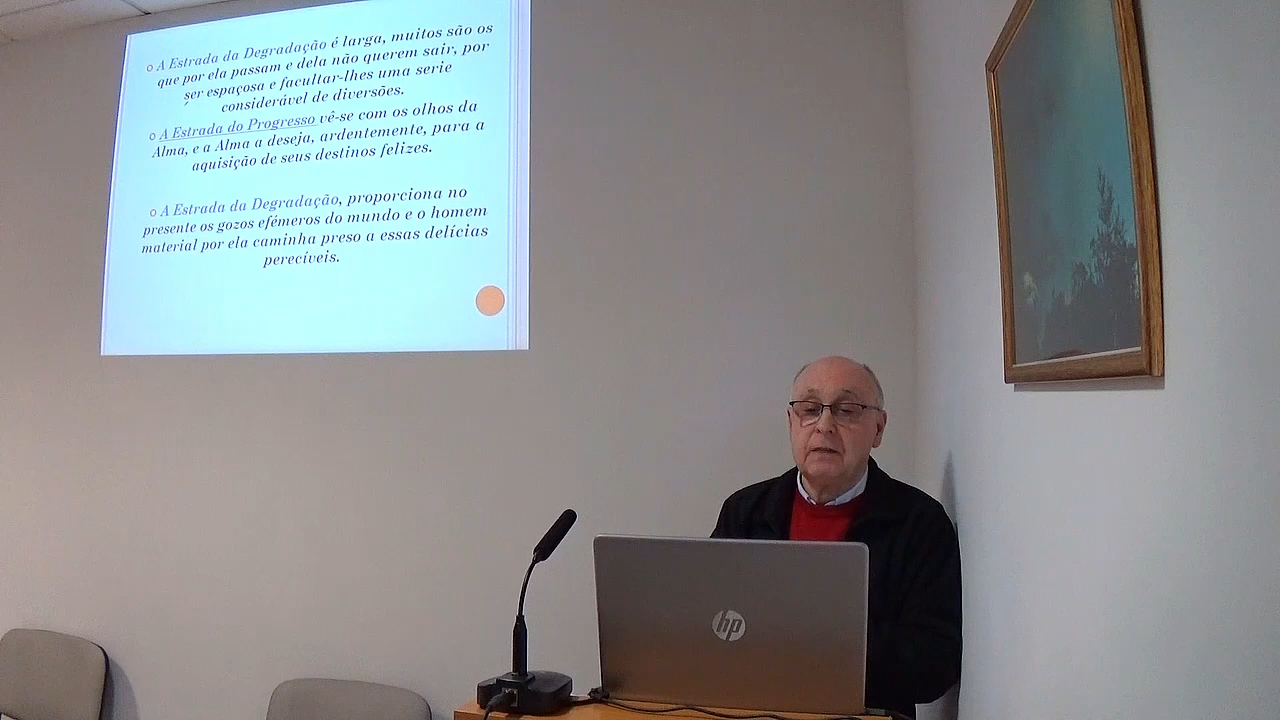 A Estrada da Degradação é larga, muitos são os
que por ela passam e dela não querem sair, por
ser espaçosa e facultar-lhes uma serie
considerável de diversões.
A Estrada do Progresso vê-se com os olhos da
Alma, e a Alma a deseja, ardentemente, para a
aquisição de seus destinos felizes.
A Estrada da Degradação, proporciona no
presente os gozos efémeros do mundo e o homem
material por ela caminha preso a essas delícias
perecíveis.
hp